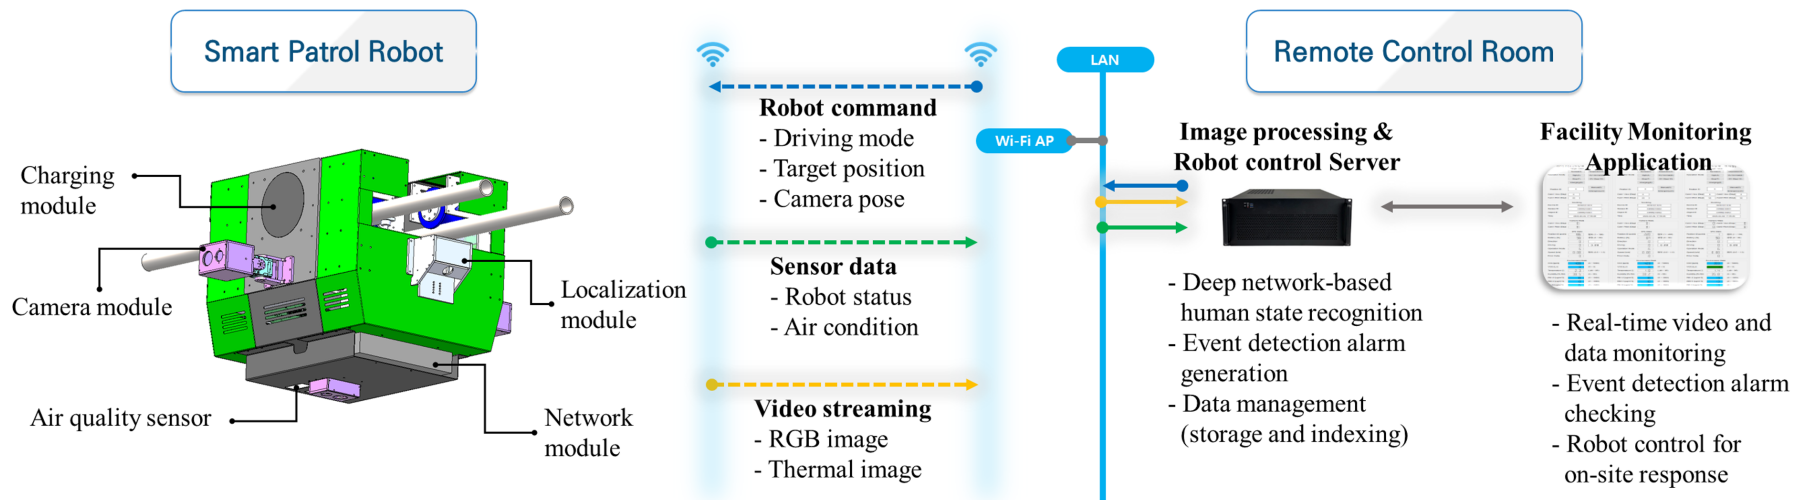 Smart Patrol Robot
Charging
module
Camera module
Air quality sensor
Localization
module
Network
module
Robot command
- Driving mode
- Target position
- Camera pose
Sensor data
- Robot status
- Air condition
Video streaming
- RGB image
- Thermal image
LAN
Wi-Fi AP
Remote Control Room
Image processing &
Robot control Server
- Deep network-based
human state recognition
- Event detection alarm
generation
- Data management
(storage and indexing)
Facility Monitoring
Application
- Real-time video and
data monitoring
- Event detection alarm
checking
- Robot control for
on-site response